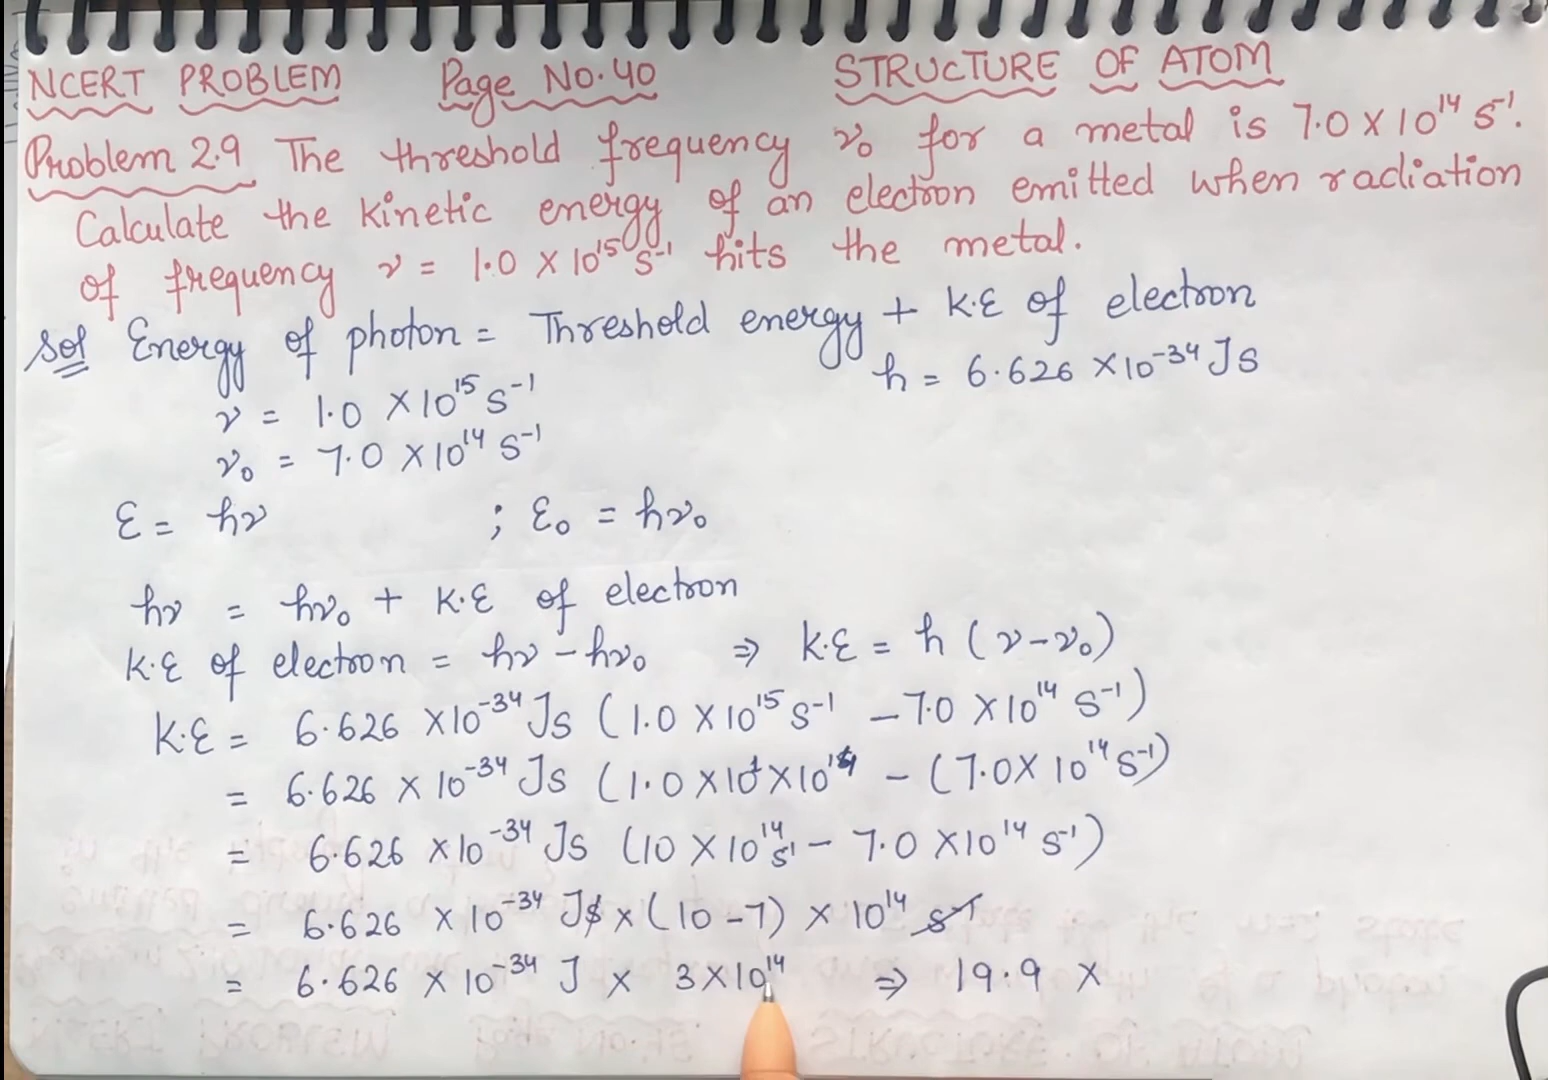 NCERT PROBLEM Page No. 40 STRUCTURE OF ATOM
Problem 2.9 The threshold frequency ν₀ for a metal is 7.0 × 10¹⁴ s⁻¹.
Calculate the kinetic energy of an electron emitted when radiation
of frequency ν = 1.0 × 10¹⁵ s⁻¹ hits the metal.
Sol Energy of photon = Threshold energy + K.E of electron
h = 6.626 × 10⁻³⁴ Js
ν = 1.0 × 10¹⁵ s⁻¹
ν₀ = 7.0 × 10¹⁴ s⁻¹
E = hν ; E₀ = hν₀
hν = hν₀ + K.E of electron
K.E of electron = hν – hν₀ ⇒ K.E = h (ν – ν₀)
K.E = 6.626 × 10⁻³⁴ Js (1.0 × 10¹⁵ s⁻¹ – 7.0 × 10¹⁴ s⁻¹)
= 6.626 × 10⁻³⁴ Js (1.0 × 10¹ × 10¹⁴ – (7.0 × 10¹⁴ s⁻¹)
= 6.626 × 10⁻³⁴ Js (10 × 10¹⁴ s⁻¹ – 7.0 × 10¹⁴ s⁻¹)
= 6.626 × 10⁻³⁴ Js × (10 – 7) × 10¹⁴ s⁻¹
= 6.626 × 10⁻³⁴ J × 3 × 10¹⁴ ⇒ 19.9 ×